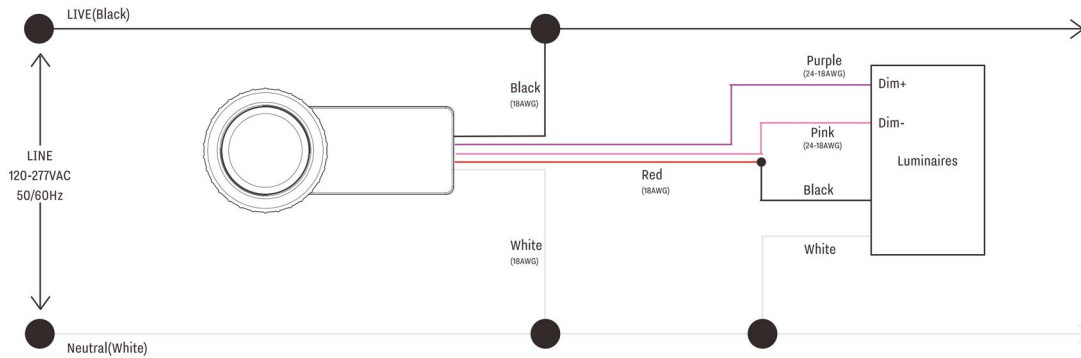 LIVE(Black)
LINE
120-277VAC
50/60Hz
Black
(18AWG)
Purple
(24-18AWG)
Dim+
Pink
(24-18AWG)
Dim-
Luminaires
Red
(18AWG)
Black
White
(18AWG)
White
Neutral(White)